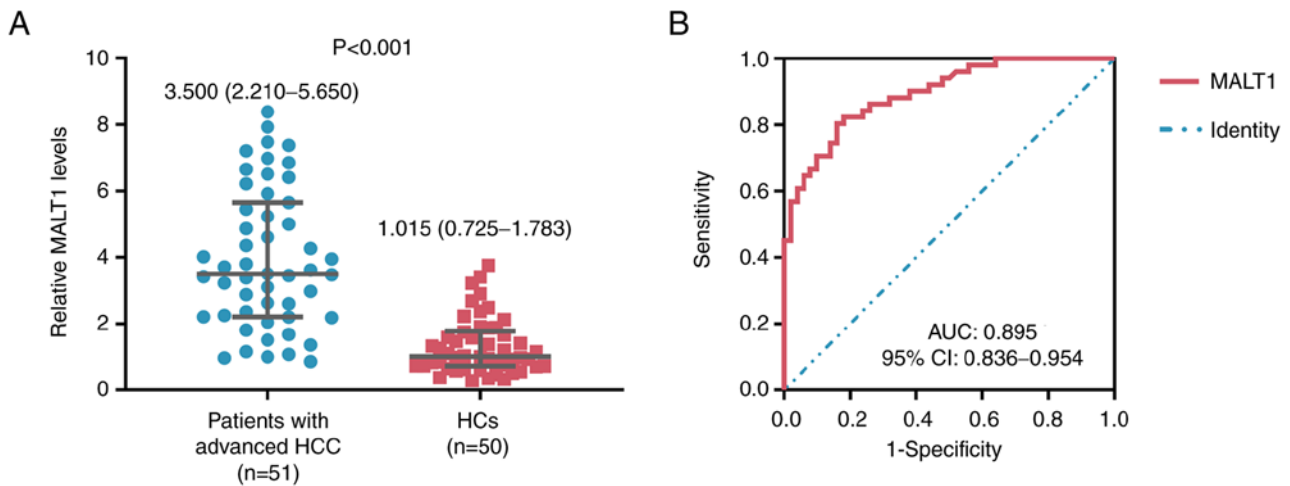 A
P<0.001
10
8
6
4
2
0
Relative MALT1 levels
3.500 (2.210–5.650)
1.015 (0.725–1.783)
Patients with
advanced HCC
(n=51)
HCs
(n=50)
B
1.0
0.8
0.6
0.4
0.2
0.0
Sensitivity
AUC: 0.895
95% CI: 0.836–0.954
0.0 0.2 0.4 0.6 0.8 1.0
1-Specificity
MALT1
Identity